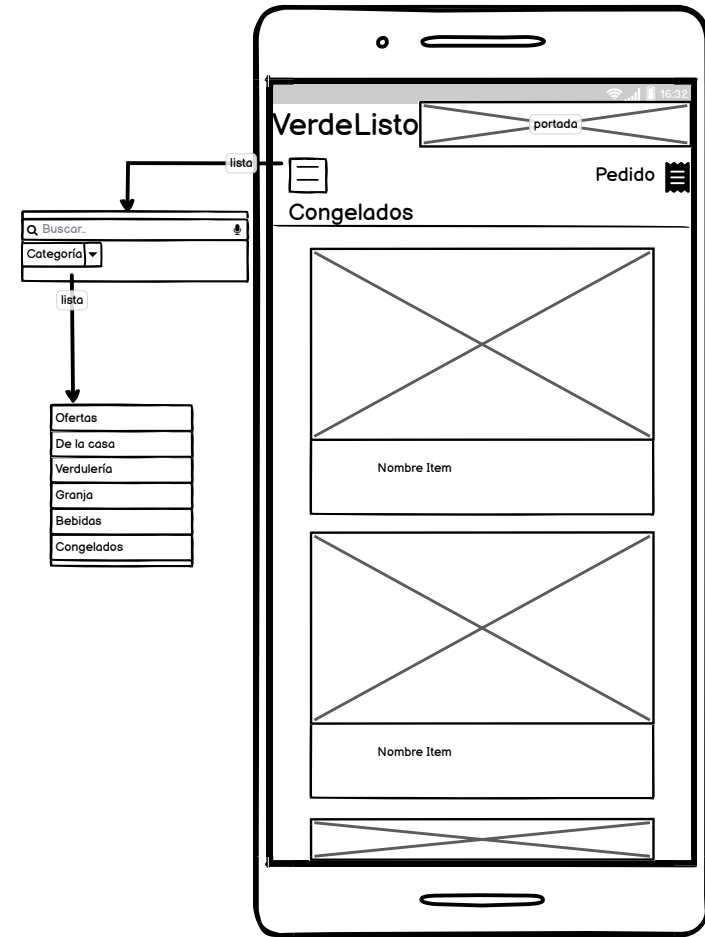 16:32
VerdeListo
portada
lista
Pedido
Congelados
Buscar..
Categoría
lista
Ofertas
De la casa
Verdulería
Granja
Bebidas
Congelados
Nombre Item
Nombre Item